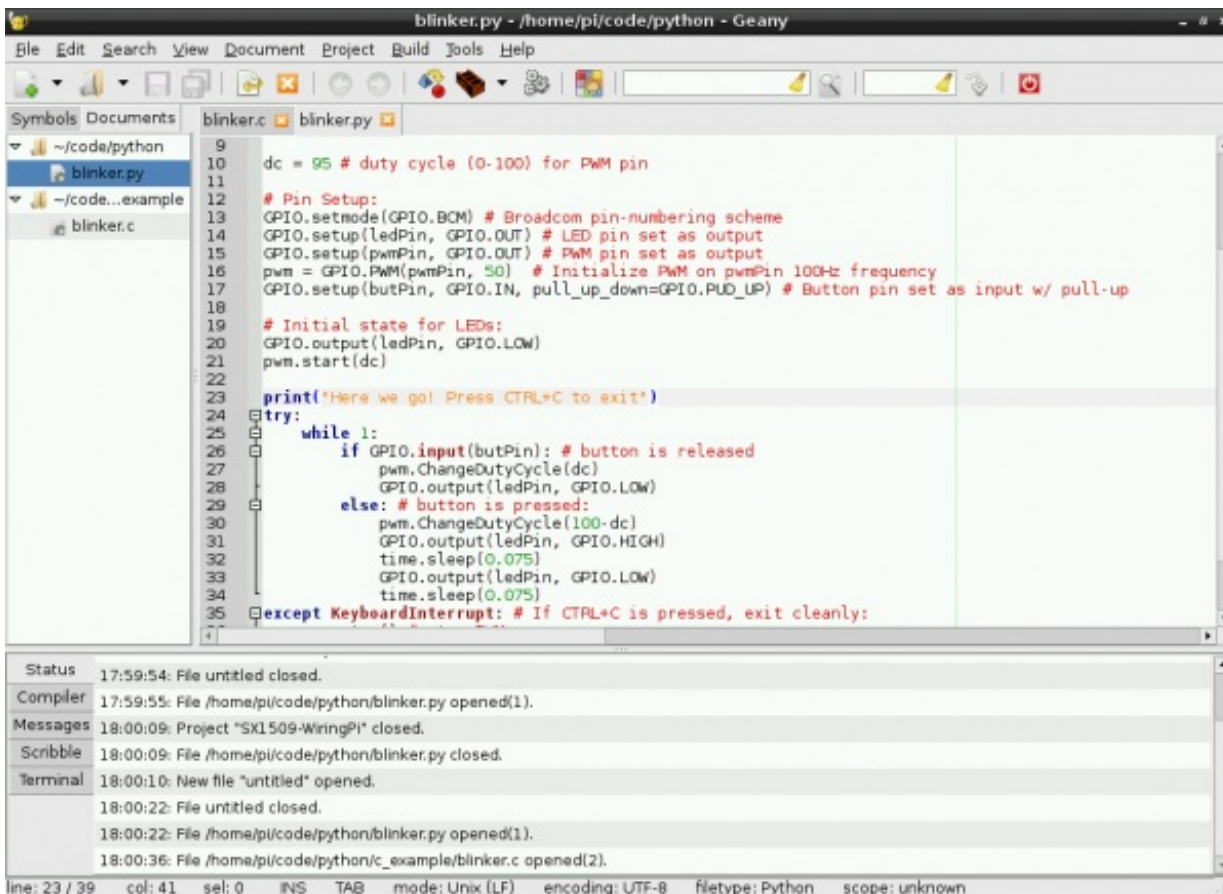 blinker.py - /home/pi/code/python - Geany
File Edit Search View Document Project Build Tools Help
Symbols Documents
blinker.c blinker.py
~/code/python
blinker.py
~/code...example
blinker.c
9
10 dc = 95 # duty cycle (0-100) for PWM pin
11
12 # Pin Setup:
13 GPIO.setmode(GPIO.BCM) # Broadcom pin-numbering scheme
14 GPIO.setup(ledPin, GPIO.OUT) # LED pin set as output
15 GPIO.setup(pwmPin, GPIO.OUT) # PWM pin set as output
16 pwm = GPIO.PWM(pwmPin, 50)  # Initialize PWM on pwmPin 100Hz frequency
17 GPIO.setup(butPin, GPIO.IN, pull_up_down=GPIO.PUD_UP) # Button pin set as input w/ pull-up
18
19 # Initial state for LEDs:
20 GPIO.output(ledPin, GPIO.LOW)
21 pwm.start(dc)
22
23 print("Here we go! Press CTRL+C to exit")
24 try:
25     while 1:
26         if GPIO.input(butPin): # button is released
27             pwm.ChangeDutyCycle(dc)
28             GPIO.output(ledPin, GPIO.LOW)
29         else: # button is pressed:
30             pwm.ChangeDutyCycle(100-dc)
31             GPIO.output(ledPin, GPIO.HIGH)
32             time.sleep(0.075)
33             GPIO.output(ledPin, GPIO.LOW)
34             time.sleep(0.075)
35 except KeyboardInterrupt: # If CTRL+C is pressed, exit cleanly:
Status
Compiler
Messages
Scribble
Terminal
17:59:54: File untitled closed.
17:59:55: File /home/pi/code/python/blinker.py opened(1).
18:00:09: Project "SX1509-WiringPi" closed.
18:00:09: File /home/pi/code/python/blinker.py closed.
18:00:10: New file "untitled" opened.
18:00:22: File untitled closed.
18:00:22: File /home/pi/code/python/blinker.py opened(1).
18:00:36: File /home/pi/code/python/c_example/blinker.c opened(2).
line: 23 / 39 col: 41 sel: 0 INS TAB mode: Unix (LF) encoding: UTF-8 filetype: Python scope: unknown